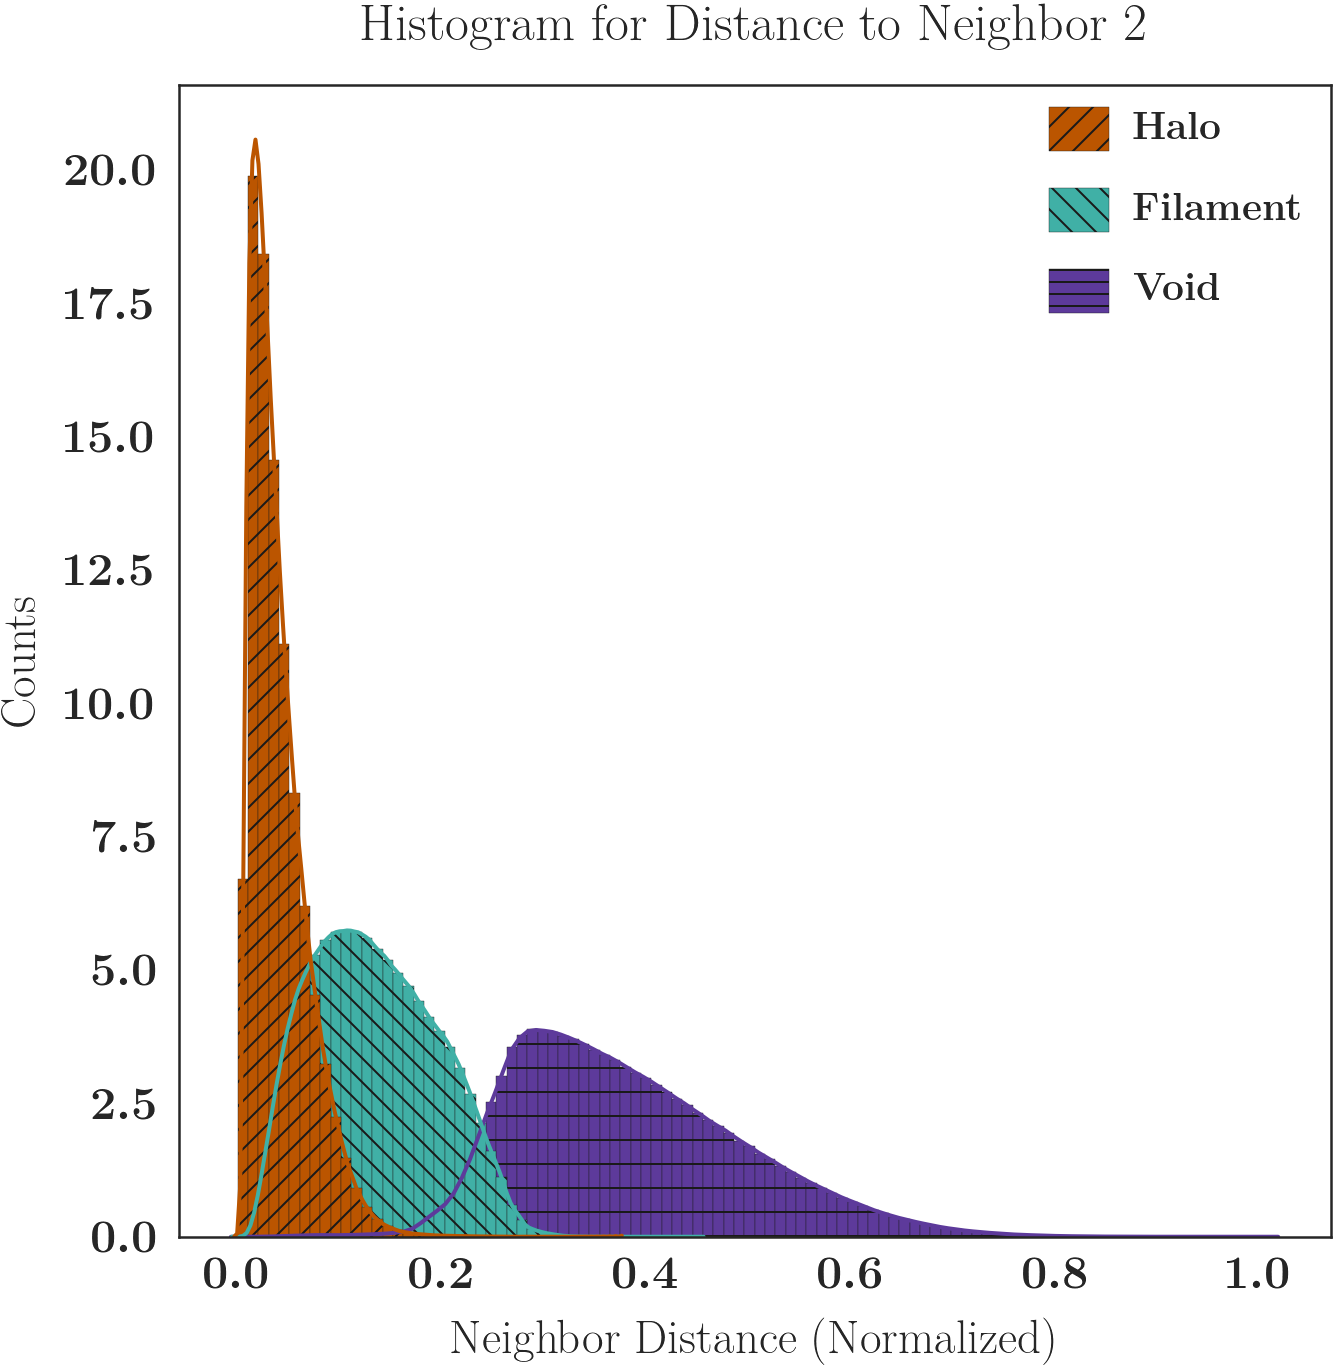 Histogram for Distance to Neighbor 2
Halo
Filament
Void
20.0
17.5
15.0
12.5
10.0
7.5
5.0
2.5
0.0
Counts
0.0 0.2 0.4 0.6 0.8 1.0
Neighbor Distance (Normalized)